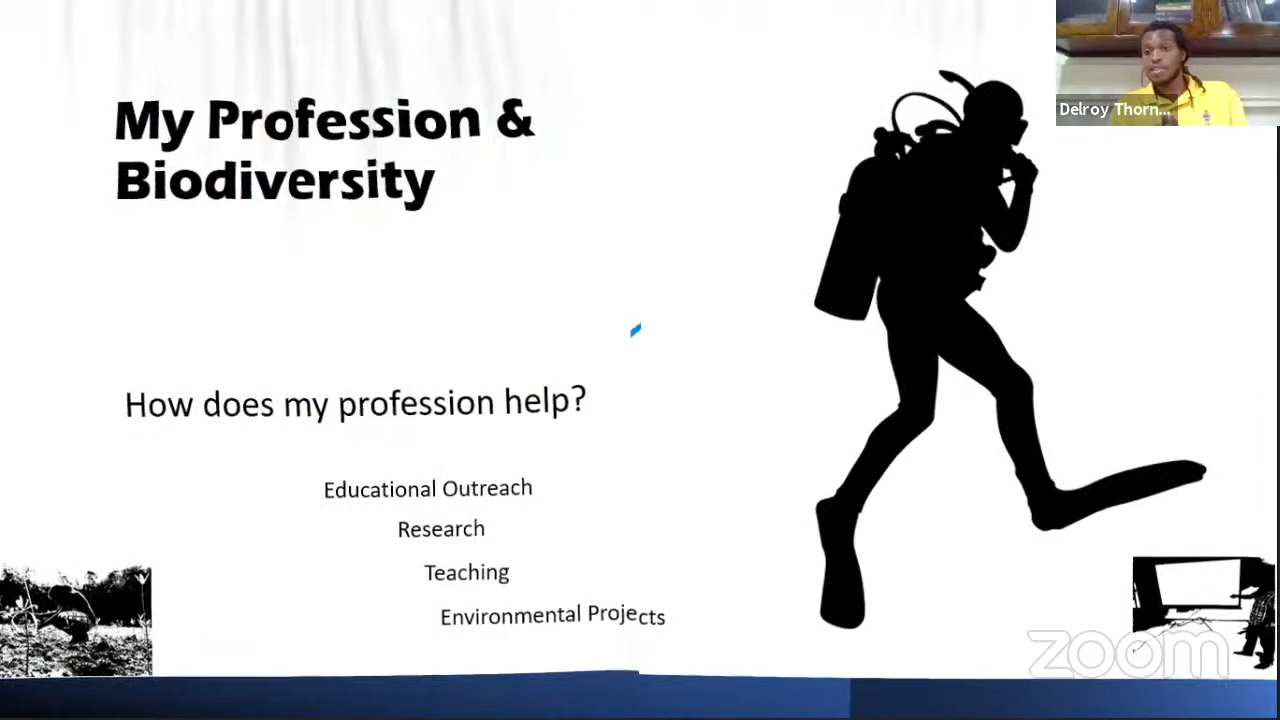 My Profession &
Biodiversity
Delroy Thorn...
How does my profession help?
Educational Outreach
Research
Teaching
Environmental Projects
zoom